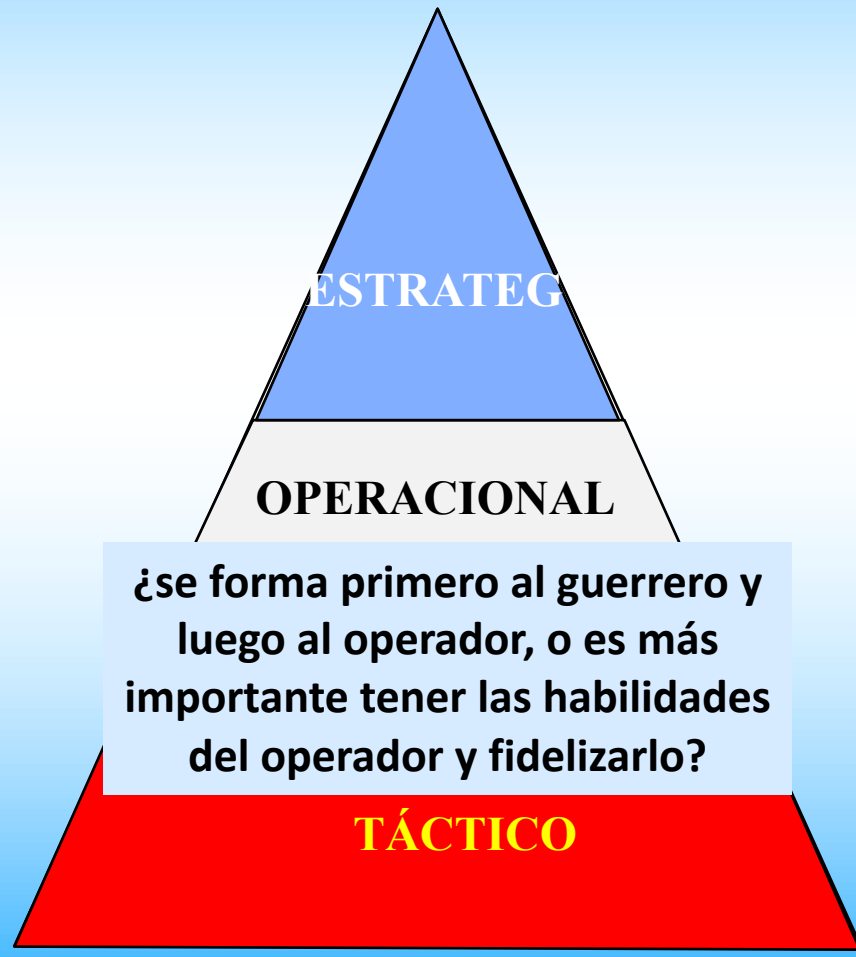 ESTRATEG
OPERACIONAL
¿se forma primero al guerrero y
luego al operador, o es más
importante tener las habilidades
del operador y fidelizarlo?
TÁCTICO